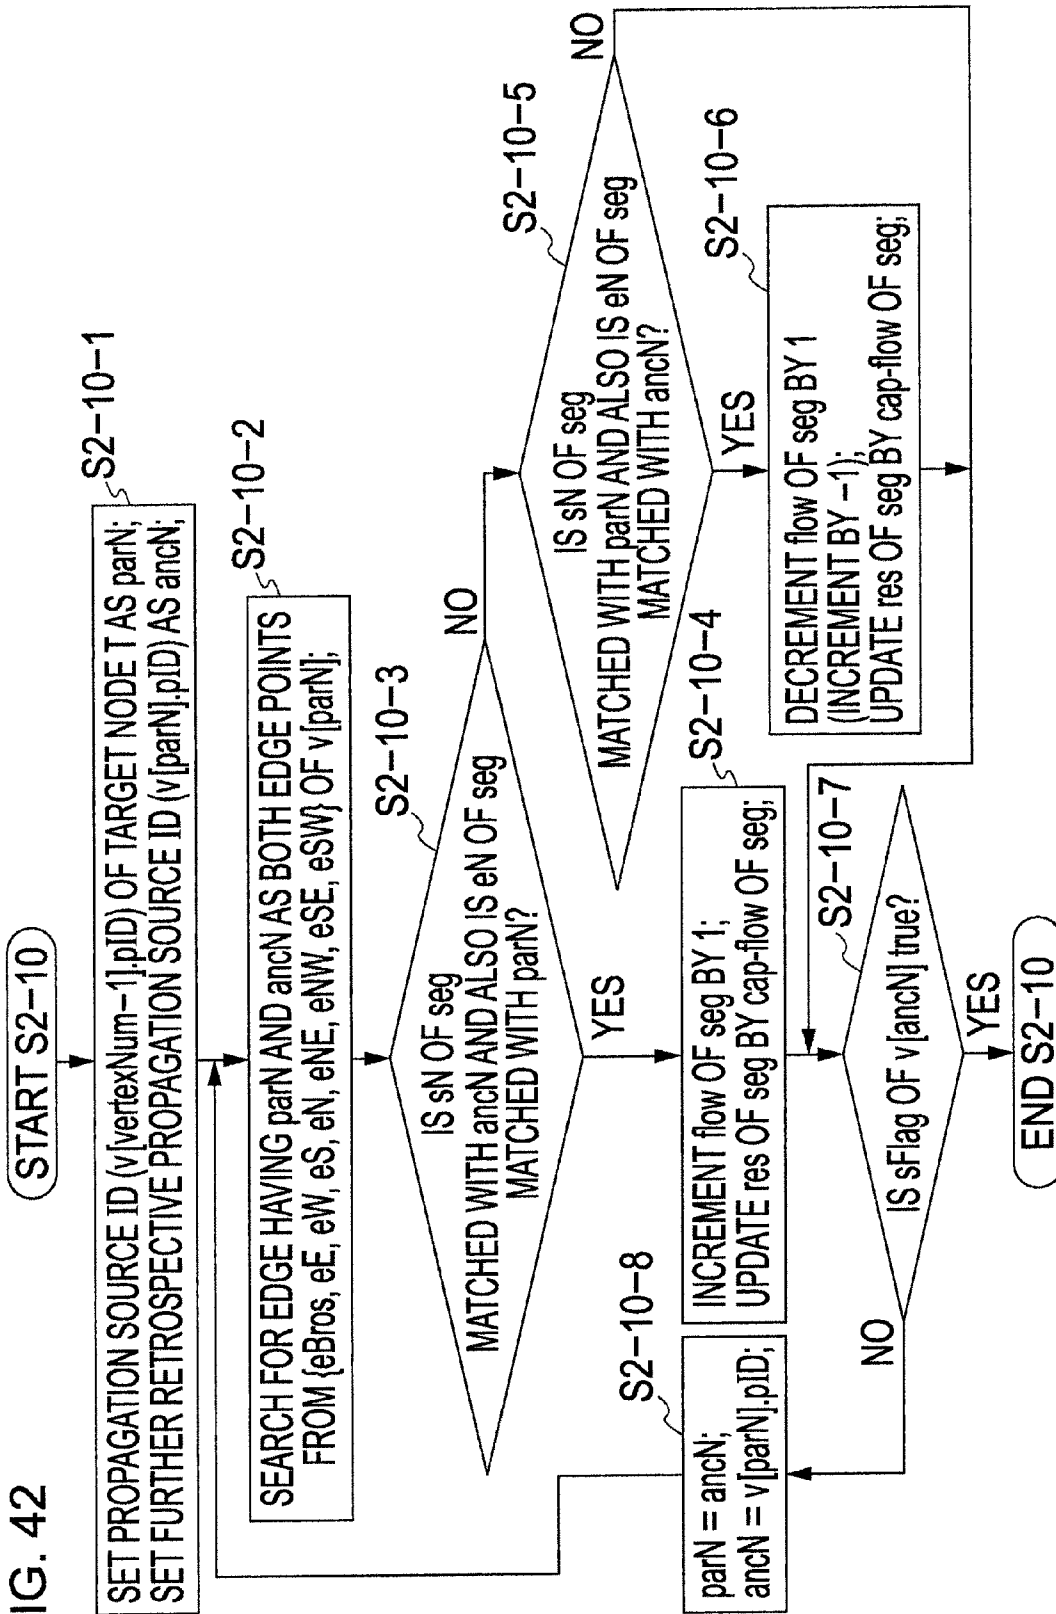 IG. 42
START S2-10
S2-10-1
SET PROPAGATION SOURCE ID (v[vertexNum-1].pID) OF TARGET NODE T AS parN;
SET FURTHER RETROSPECTIVE PROPAGATION SOURCE ID (v[parN].pID) AS ancN;
S2-10-2
SEARCH FOR EDGE HAVING parN AND ancN AS BOTH EDGE POINTS
FROM {eBros, eE, eW, eS, eN, eNE, eNW, eSE, eSW} OF v[parN];
S2-10-3
IS sN OF seg
MATCHED WITH ancN AND ALSO IS eN OF seg
MATCHED WITH parN?
NO
YES
S2-10-5
IS sN OF seg
MATCHED WITH parN AND ALSO IS eN OF seg
MATCHED WITH ancN?
NO
YES
S2-10-4
INCREMENT flow OF seg BY 1;
UPDATE res OF seg BY cap-flow OF seg;
S2-10-6
DECREMENT flow OF seg BY 1
(INCREMENT BY -1);
UPDATE res OF seg BY cap-flow OF seg;
S2-10-8
parN = ancN;
ancN = v[parN].pID;
S2-10-7
IS sFlag OF v[ancN] true?
NO
YES
END S2-10